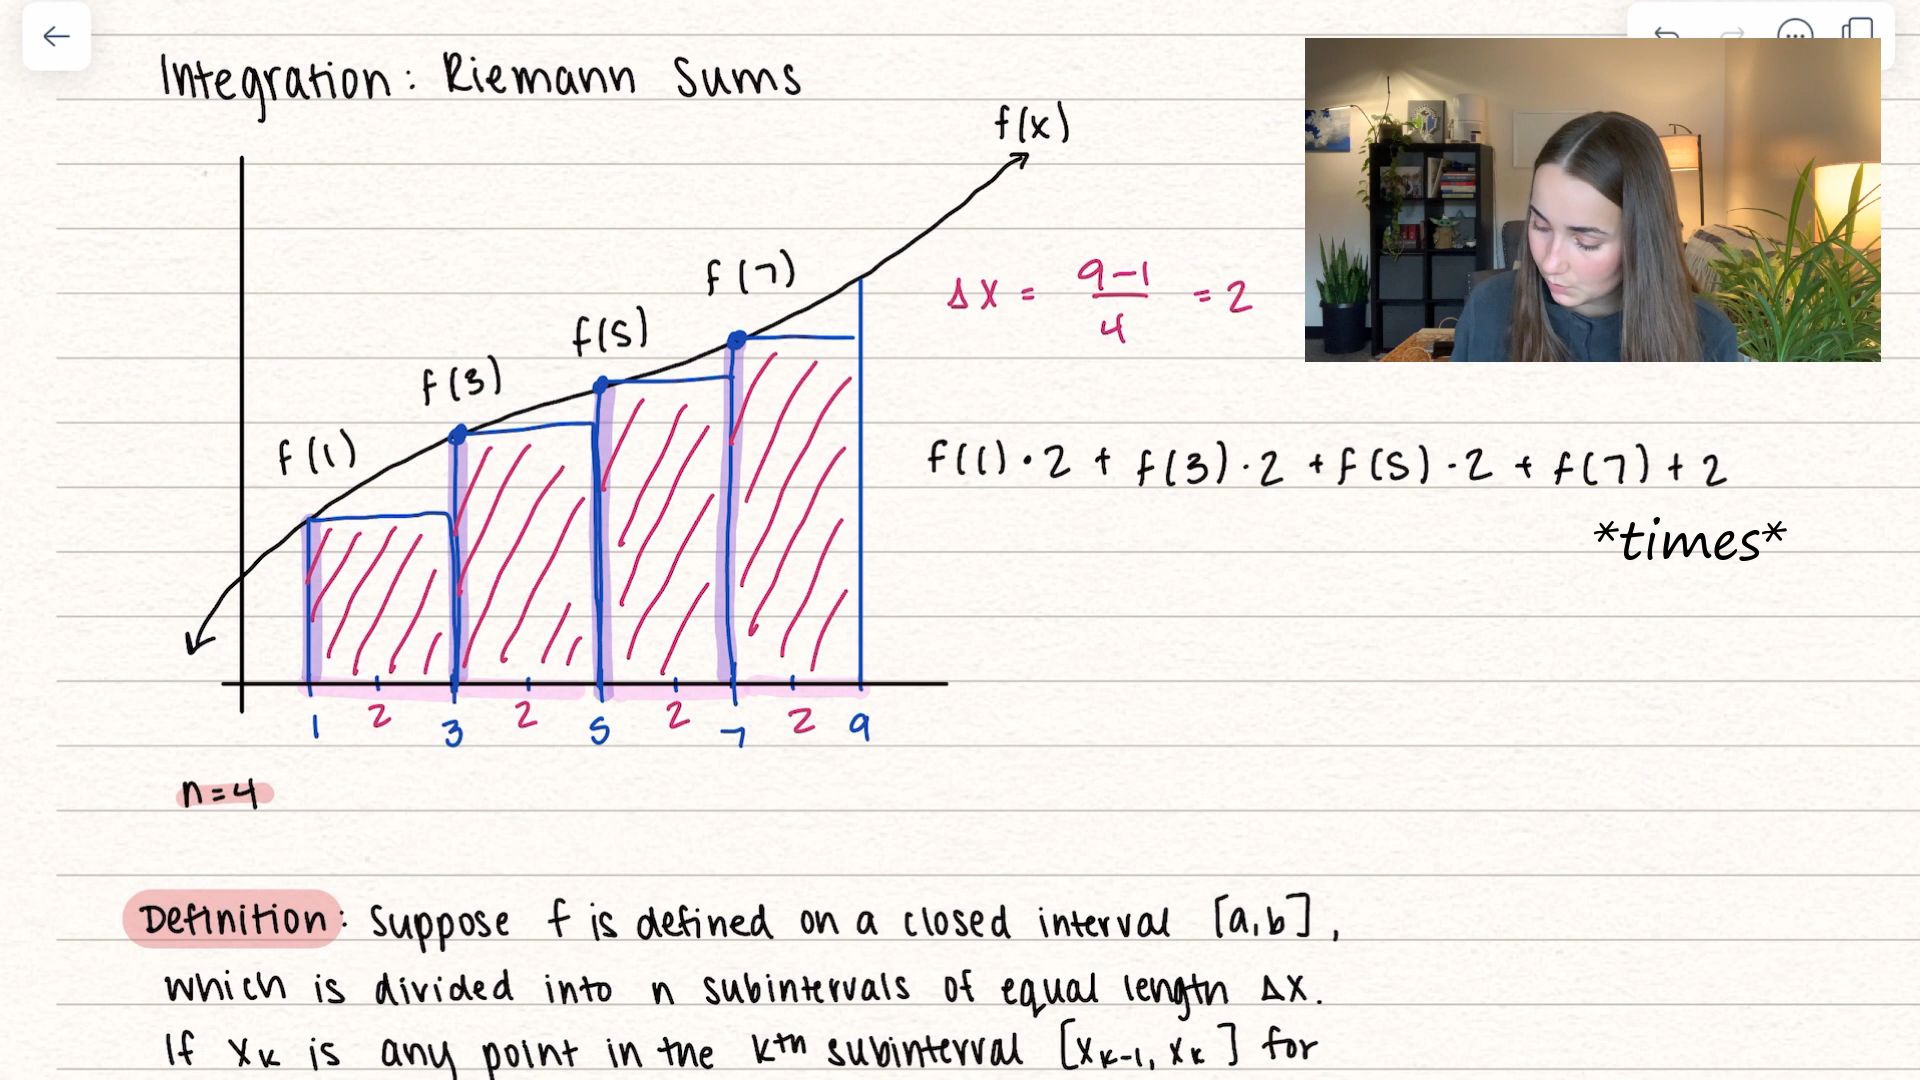 Integration: Riemann Sums
f(x)
f(7)
Δx = 9-1/4 = 2
f(5)
f(3)
f(1)
f(1)·2 + f(3)·2 + f(5)·2 + f(7)+2
*times*
1 2 3 2 5 2 7 2 9
n=4
Definition: Suppose f is defined on a closed interval [a,b],
which is divided into n subintervals of equal length Δx.
If xₖ is any point in the kᵗʰ subinterval [xₖ₋₁, xₖ] for